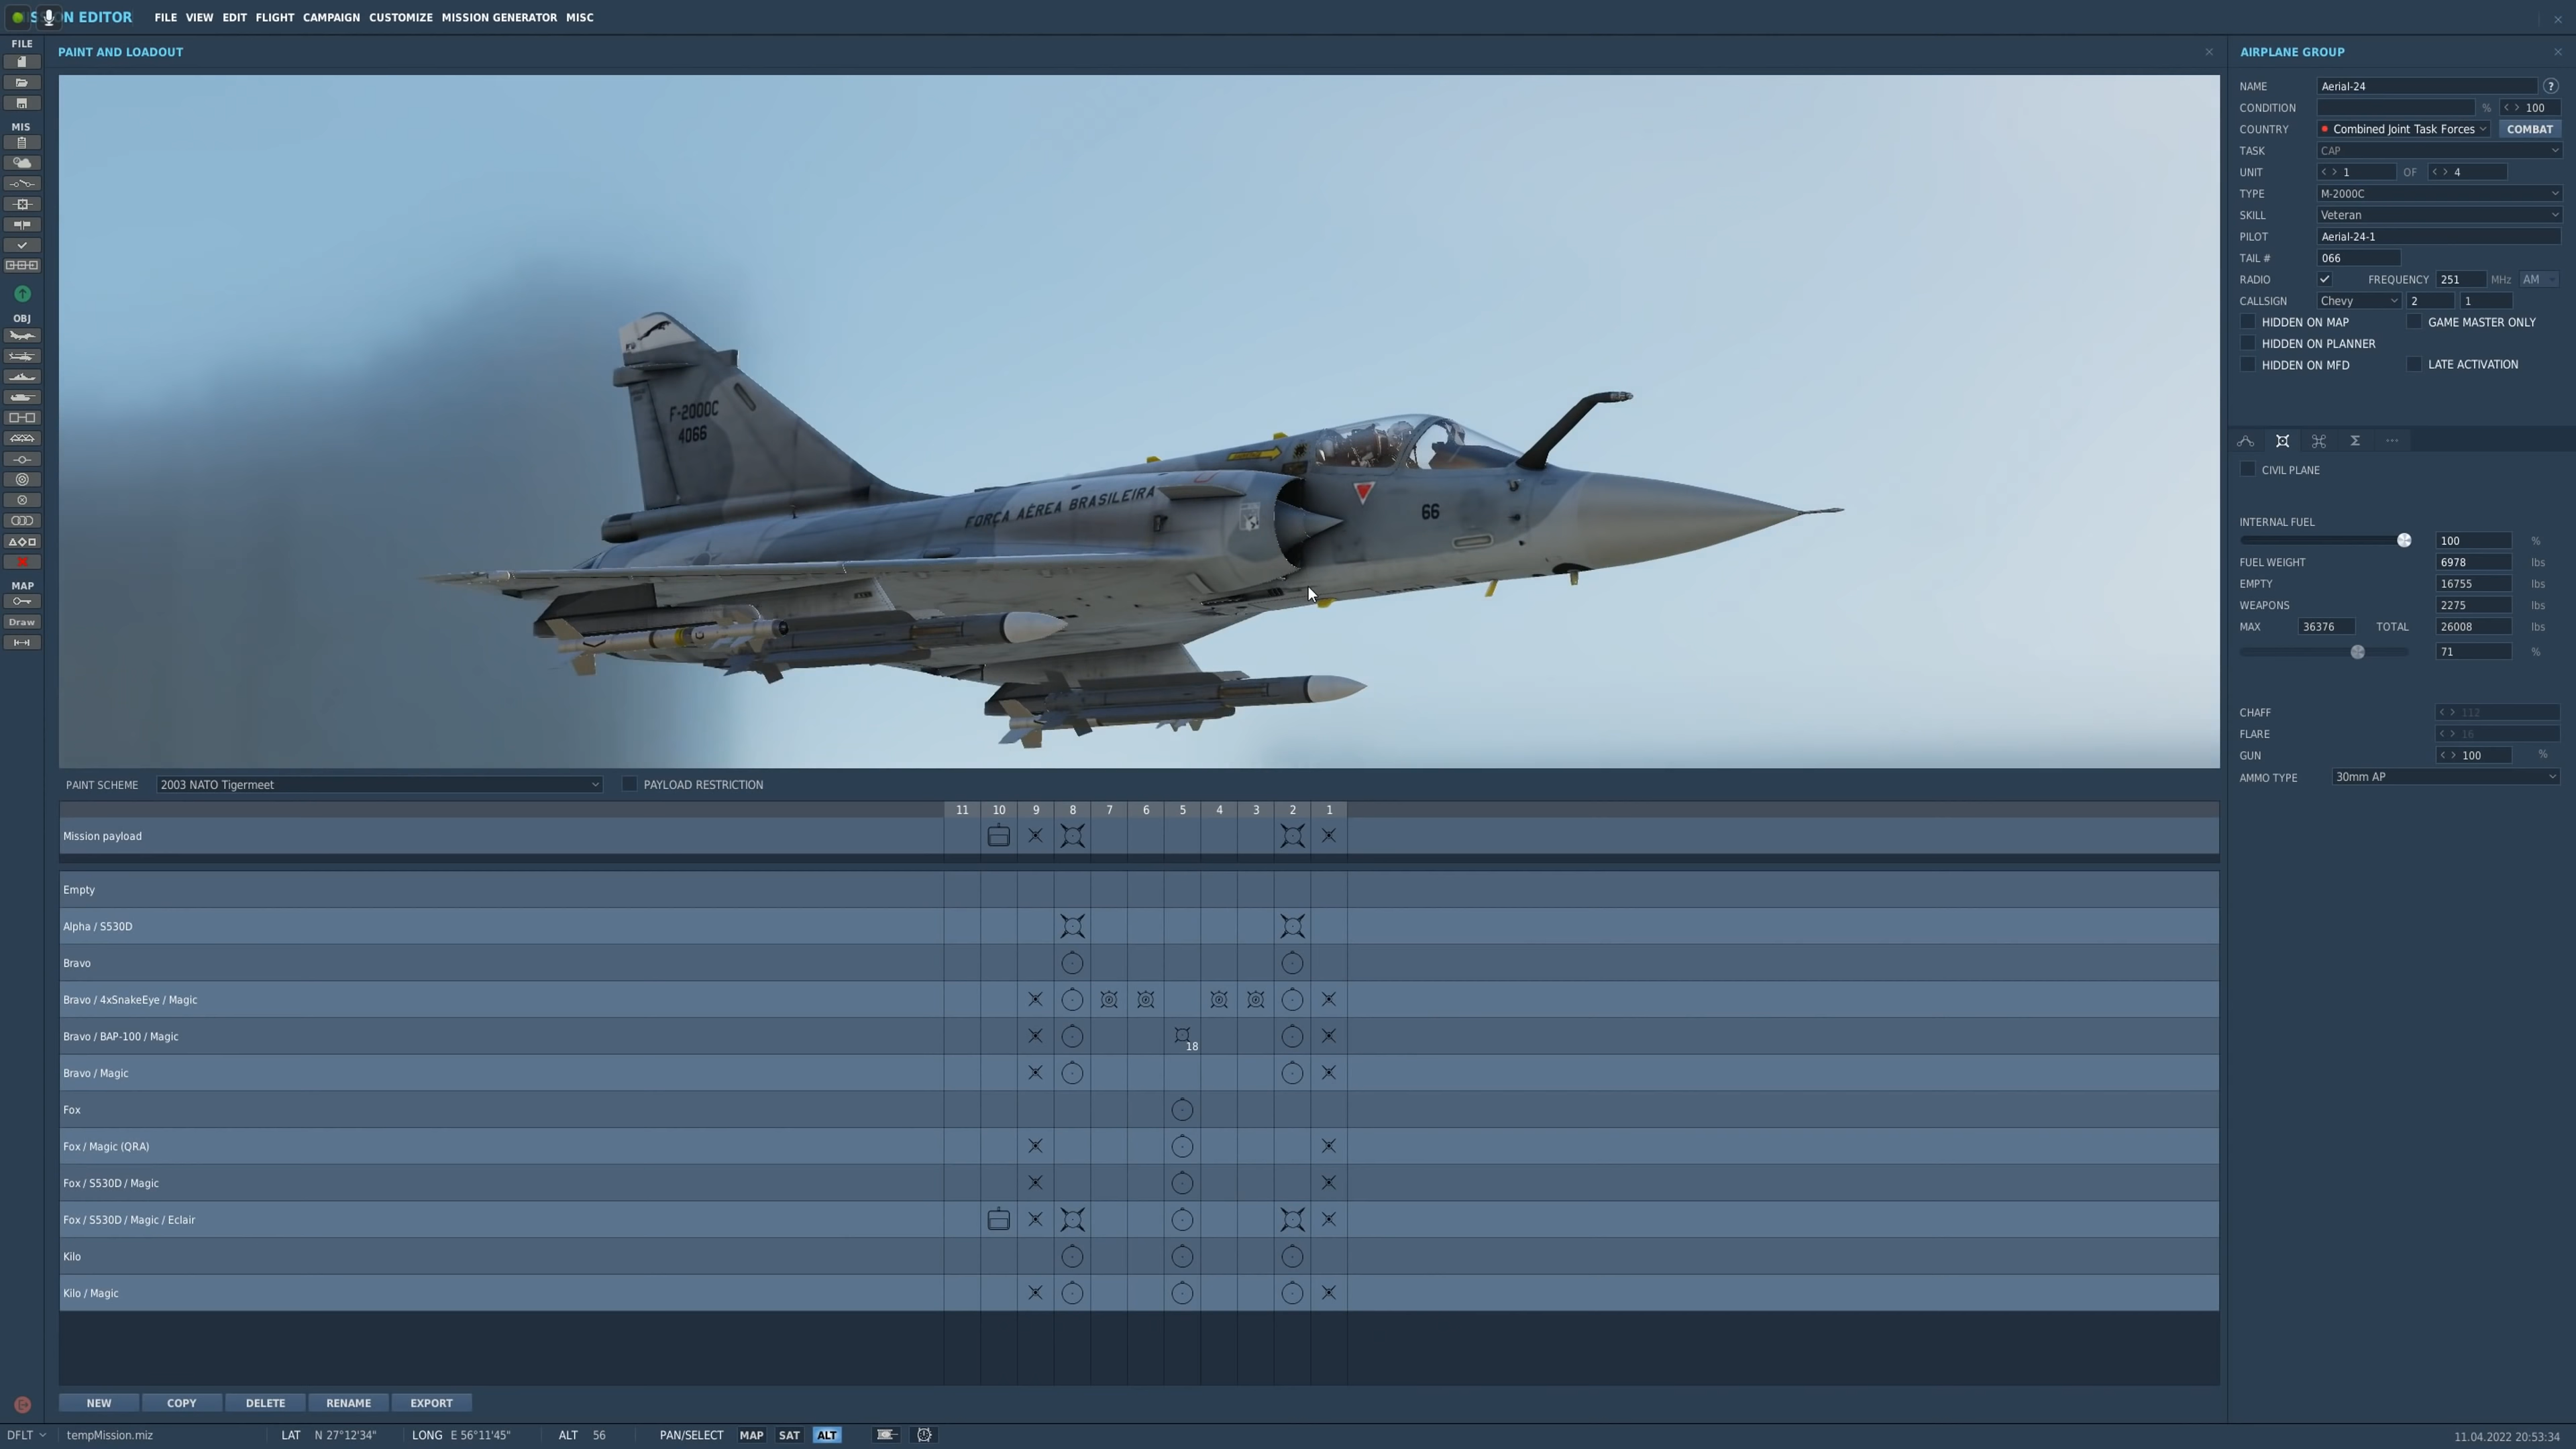 ON EDITOR FILE VIEW EDIT FLIGHT CAMPAIGN CUSTOMIZE MISSION GENERATOR MISC
FILE
MIS
OBJ
MAP
Draw
PAINT AND LOADOUT
F-2000C
4066
FORÇA AÉREA BRASILEIRA
66
PAINT SCHEME 2003 NATO Tigermeet PAYLOAD RESTRICTION
11 10 9 8 7 6 5 4 3 2 1
Mission payload
Empty
Alpha / S530D
Bravo
Bravo / 4xSnakeEye / Magic
Bravo / BAP-100 / Magic
18
Bravo / Magic
Fox
Fox / Magic (QRA)
Fox / S530D / Magic
Fox / S530D / Magic / Eclair
Kilo
Kilo / Magic
NEW COPY DELETE RENAME EXPORT
AIRPLANE GROUP
NAME Aerial-24 ?
CONDITION % < > 100
COUNTRY Combined Joint Task Forces COMBAT
TASK CAP
UNIT < > 1 OF < > 4
TYPE M-2000C
SKILL Veteran
PILOT Aerial-24-1
TAIL # 066
RADIO FREQUENCY 251 MHz AM
CALLSIGN Chevy 2 1
HIDDEN ON MAP GAME MASTER ONLY
HIDDEN ON PLANNER
HIDDEN ON MFD LATE ACTIVATION
CIVIL PLANE
INTERNAL FUEL
100 %
FUEL WEIGHT 6978 lbs
EMPTY 16755 lbs
WEAPONS 2275 lbs
MAX 36376 TOTAL 26008 lbs
71 %
CHAFF < > 112
FLARE < > 16
GUN < > 100 %
AMMO TYPE 30mm AP
DFLT tempMission.miz LAT N 27°12'34" LONG E 56°11'45" ALT 56 PAN/SELECT MAP SAT ALT 11.04.2022 20:53:34